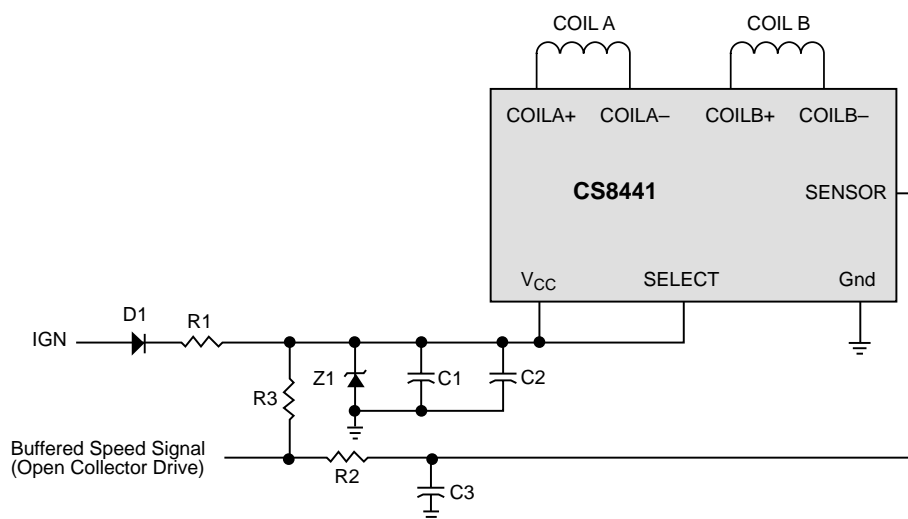 COIL A
COIL B
COILA+
COILA–
COILB+
COILB–
CS8441
SENSOR
VCC
SELECT
Gnd
IGN
D1
R1
R3
Z1
C1
C2
Buffered Speed Signal
(Open Collector Drive)
R2
C3